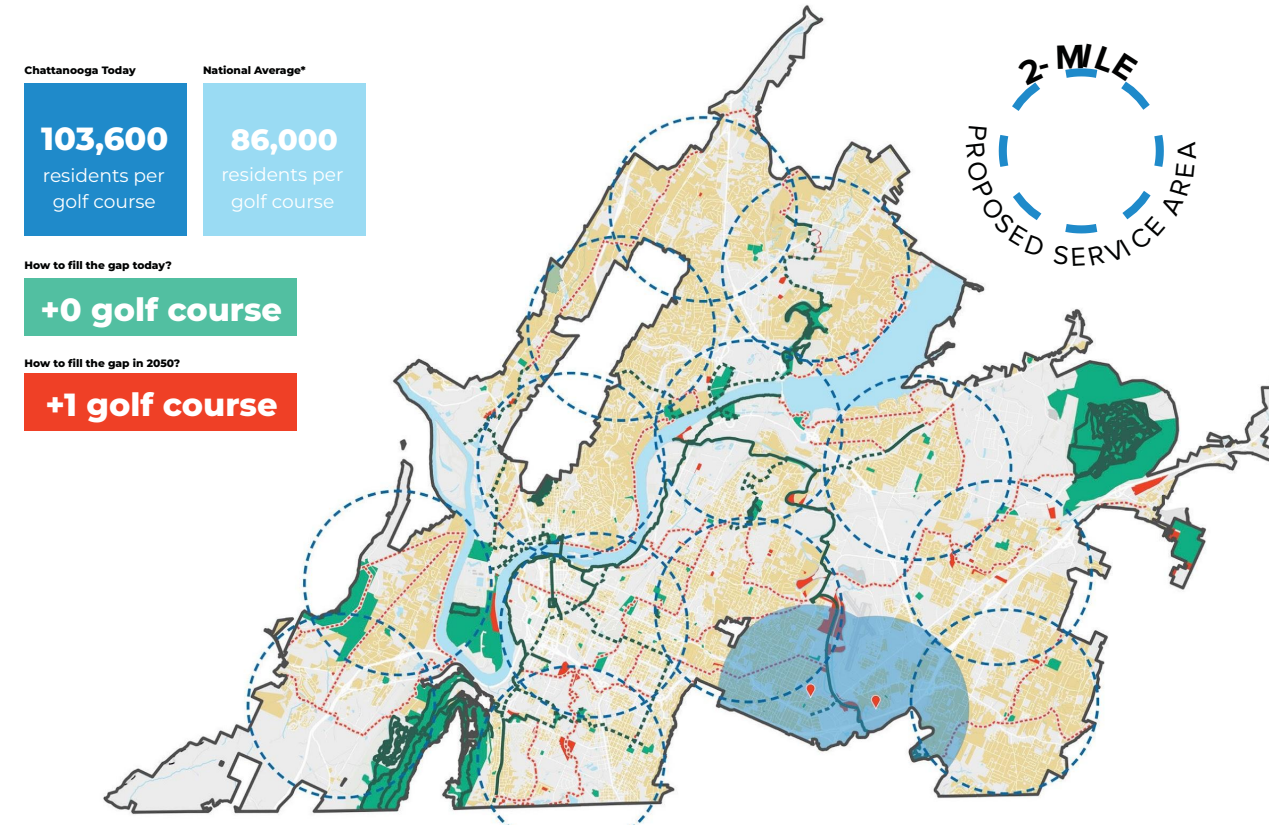 Chattanooga Today
103,600
residents per
golf course
National Average*
86,000
residents per
golf course
How to fill the gap today?
+0 golf course
How to fill the gap in 2050?
+1 golf course
2-MILE
PROPOSED SERVICE AREA